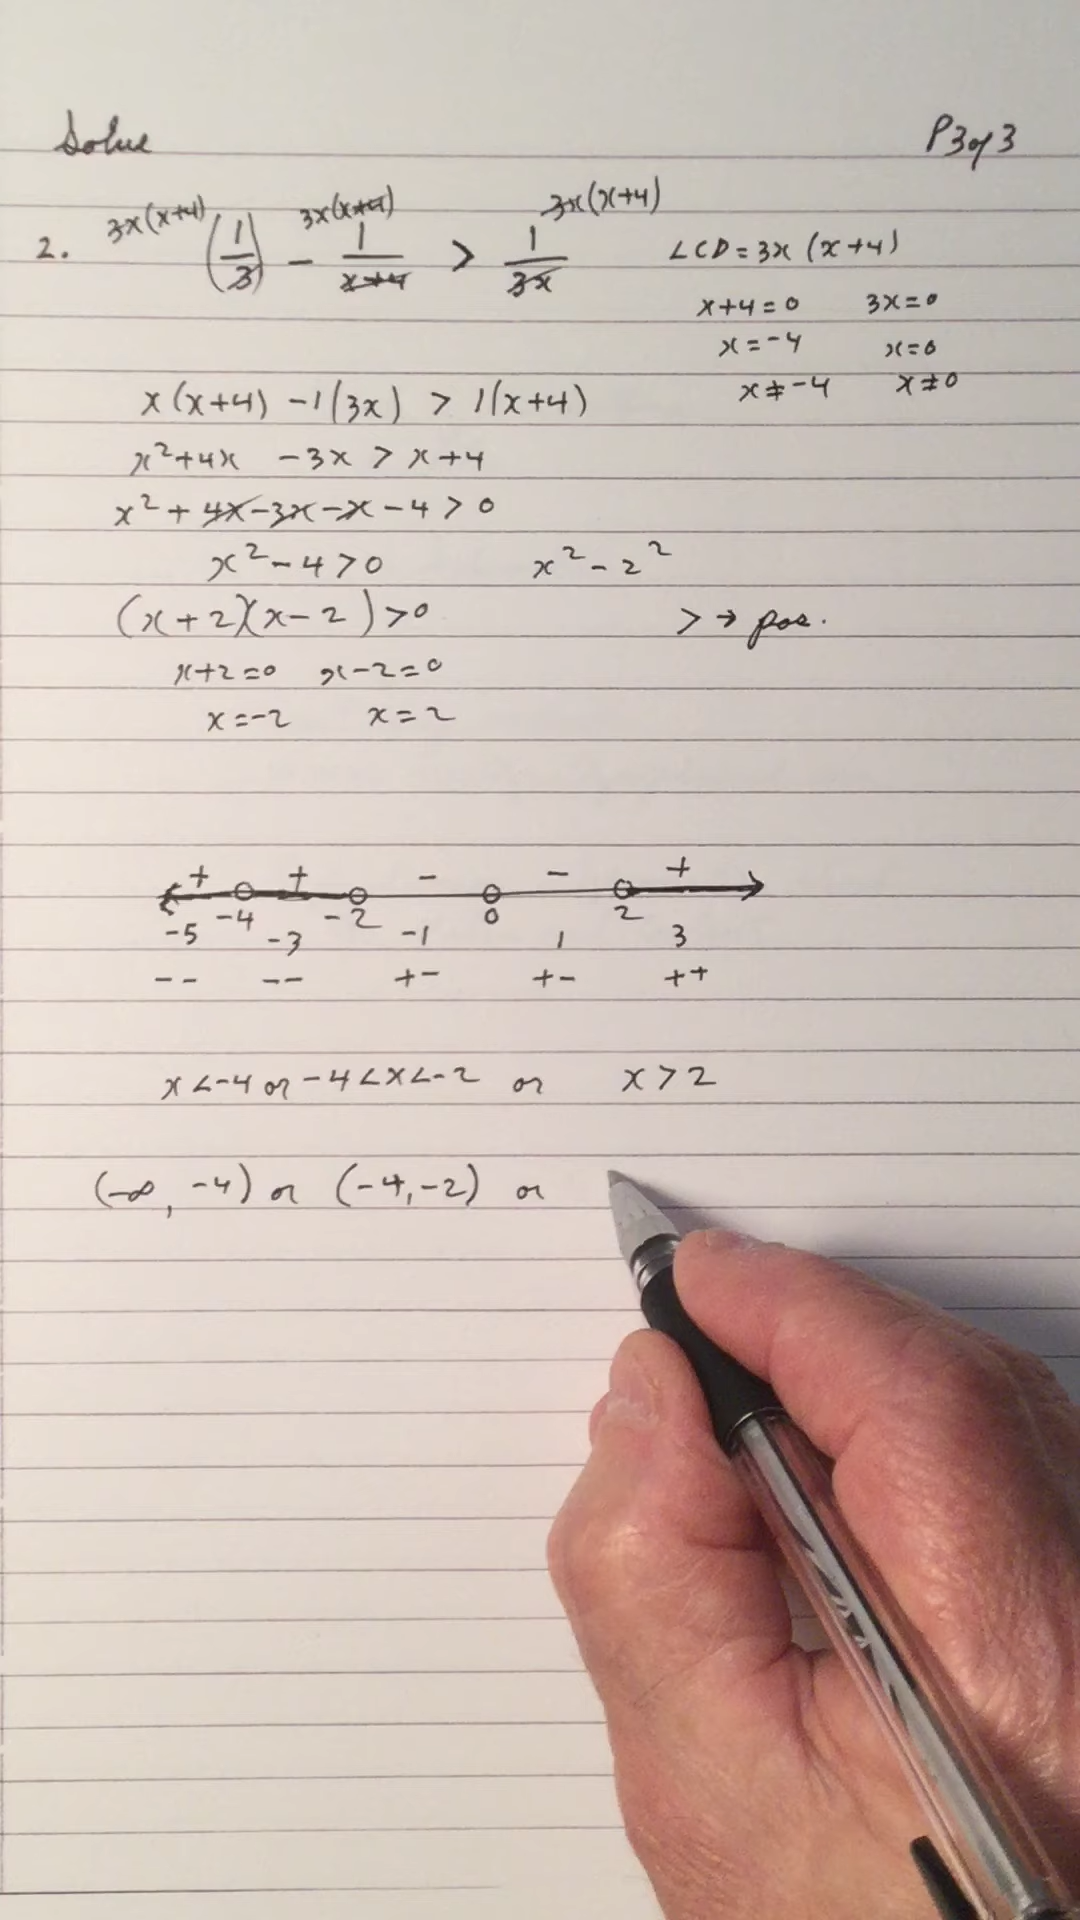 Solve P 3 of 3
3x(x+4) 3x(x+4) 3x(x+4)
2. (1/3) - 1/x+4 > 1/3x LCD = 3x (x+4)
x+4=0 3x=0
x=-4 x=0
x≠-4 x≠0
x(x+4) -1(3x) > 1(x+4)
x²+4x -3x > x+4
x² + 4x-3x-x-4 > 0
x²-4>0 x²-2²
(x+2)(x-2)>0 > → pos.
x+2=0 x-2=0
x=-2 x=2
+ + - - +
-4 -2 0 2
-5 -3 -1 1 3
-- -- +- +- ++
x<-4 or -4<x<-2 or x>2
(-∞, -4) or (-4,-2) or